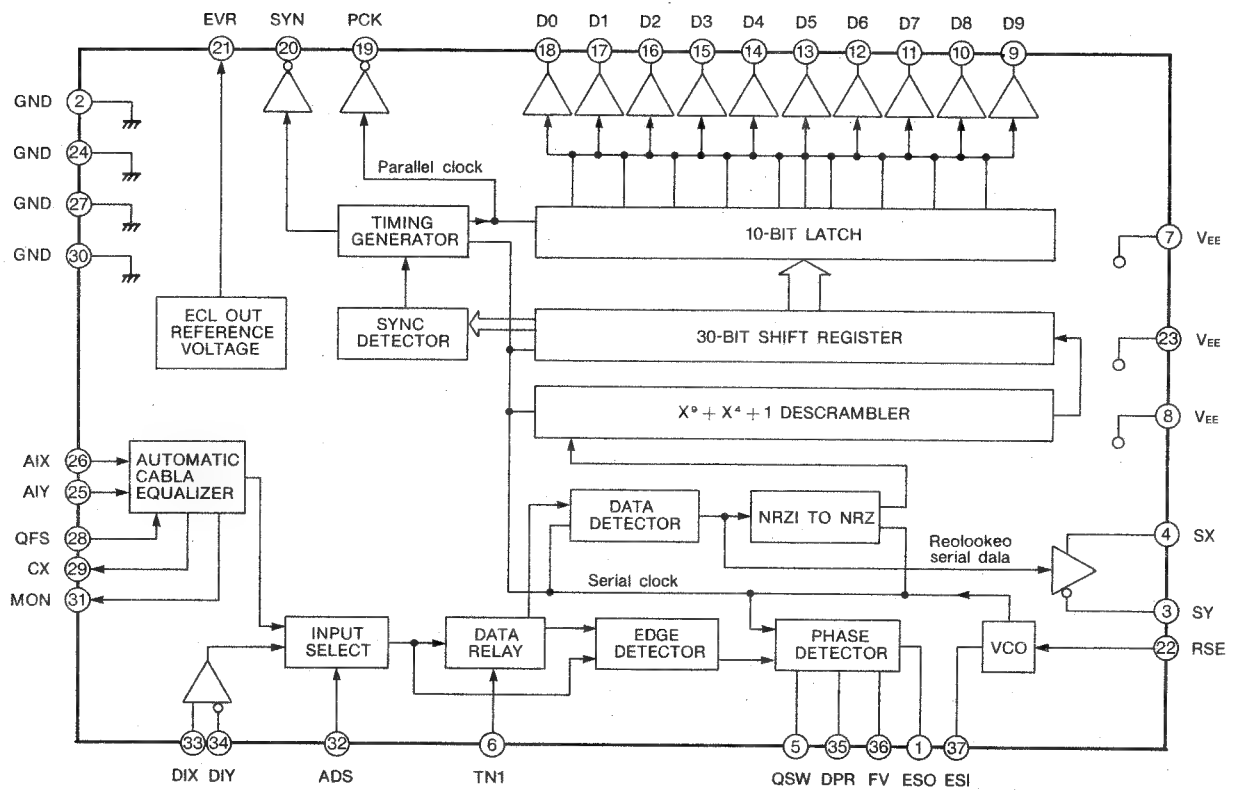 EVR SYN PCK D0 D1 D2 D3 D4 D5 D6 D7 D8 D9
21 20 19 18 17 16 15 14 13 12 11 10 9
GND 2
GND 24
GND 27
GND 30
Parallel clock
TIMING
GENERATOR
10-BIT LATCH
7 VEE
ECL OUT
REFERENCE
VOLTAGE
SYNC
DETECTOR
30-BIT SHIFT REGISTER
23 VEE
X⁹ + X⁴ + 1 DESCRAMBLER
8 VEE
AIX 26
AIY 25
QFS 28
CX 29
MON 31
AUTOMATIC
CABLA
EQUALIZER
DATA
DETECTOR
NRZI TO NRZ
Reolookeo
serial dala
4 SX
3 SY
22 RSE
Serial clock
INPUT
SELECT
DATA
RELAY
EDGE
DETECTOR
PHASE
DETECTOR
VCO
33 34 32 6 5 35 36 1 37
DIX DIY ADS TN1 QSW DPR FV ESO ESI